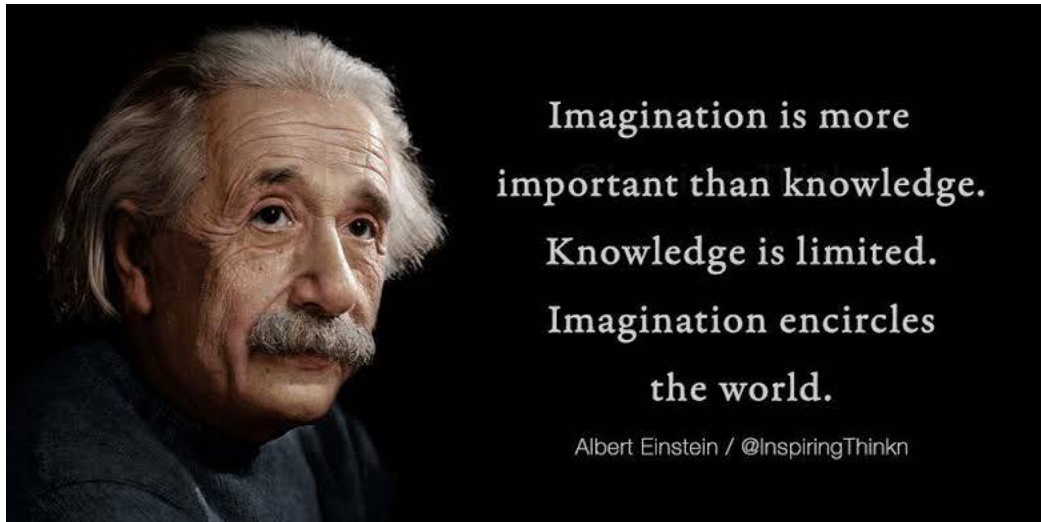 Imagination is more
important than knowledge.
Knowledge is limited.
Imagination encircles
the world.
Albert Einstein / @InspiringThinkn